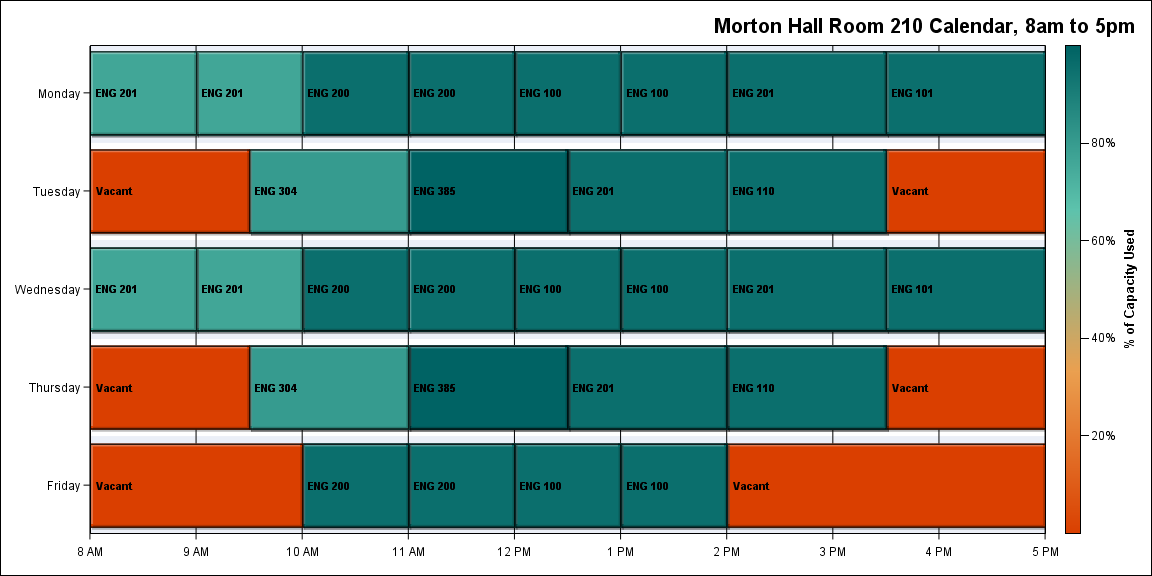 Morton Hall Room 210 Calendar, 8am to 5pm
Monday
ENG 201
ENG 201
ENG 200
ENG 200
ENG 100
ENG 100
ENG 201
ENG 101
Tuesday
Vacant
ENG 304
ENG 385
ENG 201
ENG 110
Vacant
Wednesday
ENG 201
ENG 201
ENG 200
ENG 200
ENG 100
ENG 100
ENG 201
ENG 101
Thursday
Vacant
ENG 304
ENG 385
ENG 201
ENG 110
Vacant
Friday
Vacant
ENG 200
ENG 200
ENG 100
ENG 100
Vacant
8 AM
9 AM
10 AM
11 AM
12 PM
1 PM
2 PM
3 PM
4 PM
5 PM
80%
60%
40%
20%
% of Capacity Used